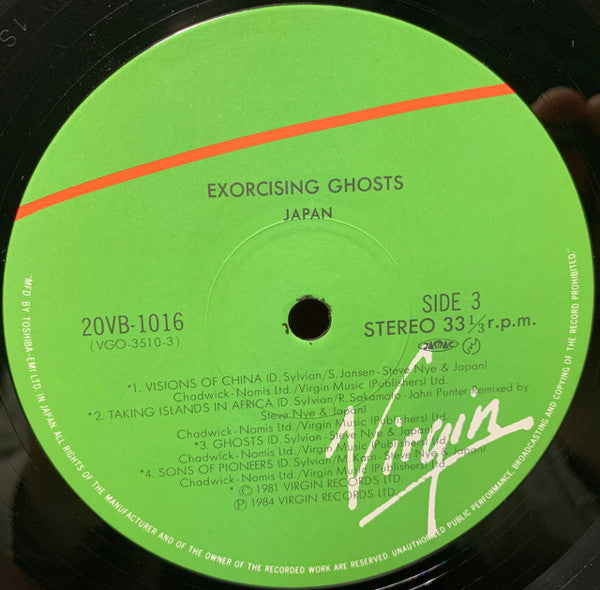 EXORCISING GHOSTS
JAPAN
20VB-1016
(VGO-3510-3)
SIDE 3
STEREO 33 1/3 r.p.m.
JASRAC
*1. VISIONS OF CHINA (D. Sylvian/S. Jansen-Steve Nye & Japan)
Chadwick-Nomis Ltd./Virgin Music (Publishers) Ltd.
*2. TAKING ISLANDS IN AFRICA (D. Sylvian/R. Sakamoto-John Punter Remixed by
Steve Nye & Japan)
Chadwick-Nomis Ltd./Virgin Music (Publishers) Ltd.
*3. GHOSTS (D. Sylvian-Steve Nye & Japan)
Chadwick-Nomis Ltd./Virgin Music (Publishers) Ltd.
*4. SONS OF PIONEERS (D. Sylvian/M. Karn-Steve Nye & Japan)
Chadwick-Nomis Ltd./Virgin Music (Publishers) Ltd.
* © 1981 VIRGIN RECORDS LTD.
℗ 1984 VIRGIN RECORDS LTD.
Virgin
"MFD BY TOSHIBA-EMI LTD. IN JAPAN ALL RIGHTS OF THE MANUFACTURER AND OF THE OWNER OF THE RECORDED WORK ARE RESERVED. UNAUTHORIZED PUBLIC PERFORMANCE, BROADCASTING AND COPYING OF THE RECORD PROHIBITED."